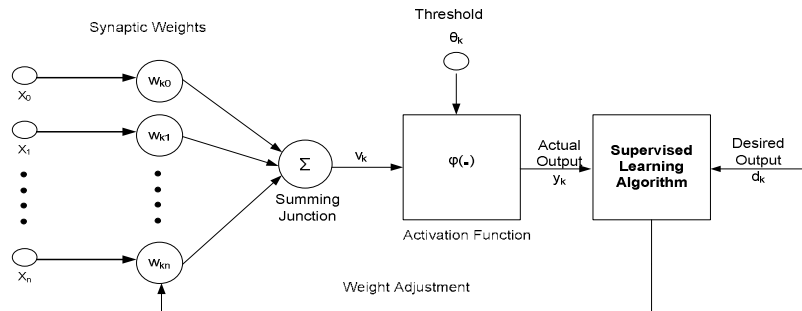 Threshold
θk
Synaptic Weights
X0
wk0
X1
wk1
Xn
wkn
Σ
Summing
Junction
vk
φ(.)
Activation Function
Actual
Output
yk
Supervised
Learning
Algorithm
Desired
Output
dk
Weight Adjustment